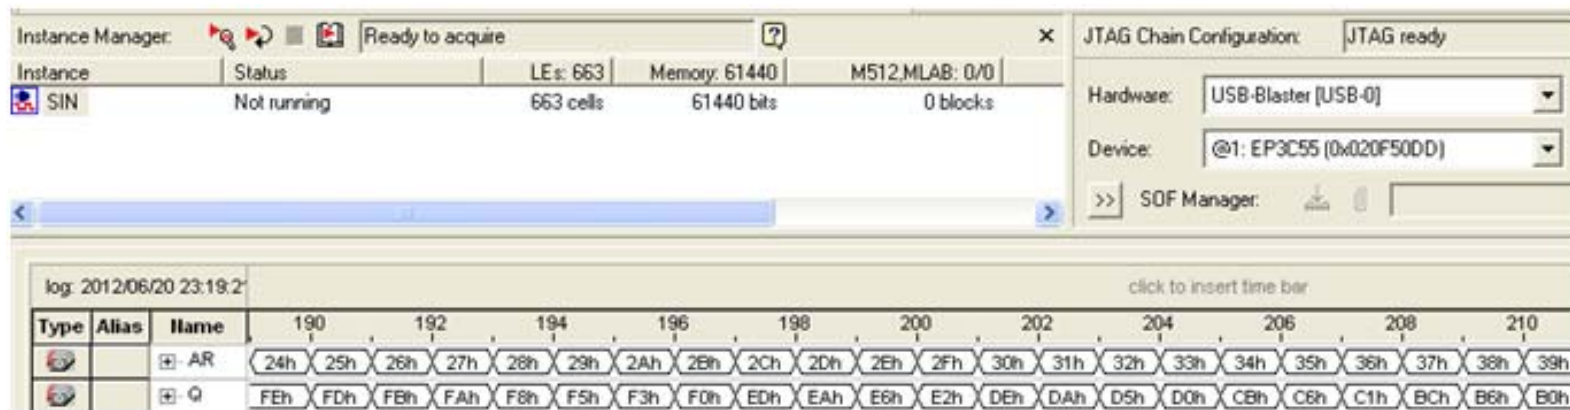 Instance Manager: Ready to acquire
JTAG Chain Configuration: JTAG ready
Instance Status LEs: 663 Memory: 61440 M512,MLAB: 0/0
SIN Not running 663 cells 61440 bits 0 blocks
Hardware: USB-Blaster [USB-0]
Device: @1: EP3C55 (0x020F50DD)
>> SOF Manager:
log: 2012/06/20 23:19:2
click to insert time bar
Type Alias Name 190 192 194 196 198 200 202 204 206 208 210
AR 24h 25h 26h 27h 28h 29h 2Ah 2Bh 2Ch 2Dh 2Eh 2Fh 30h 31h 32h 33h 34h 35h 36h 37h 38h 39h
Q FEh FDh FBh FAh F8h F5h F3h F0h EDh EAh E6h E2h DEh DAh D5h D0h CBh C6h C1h BCh B6h B0h